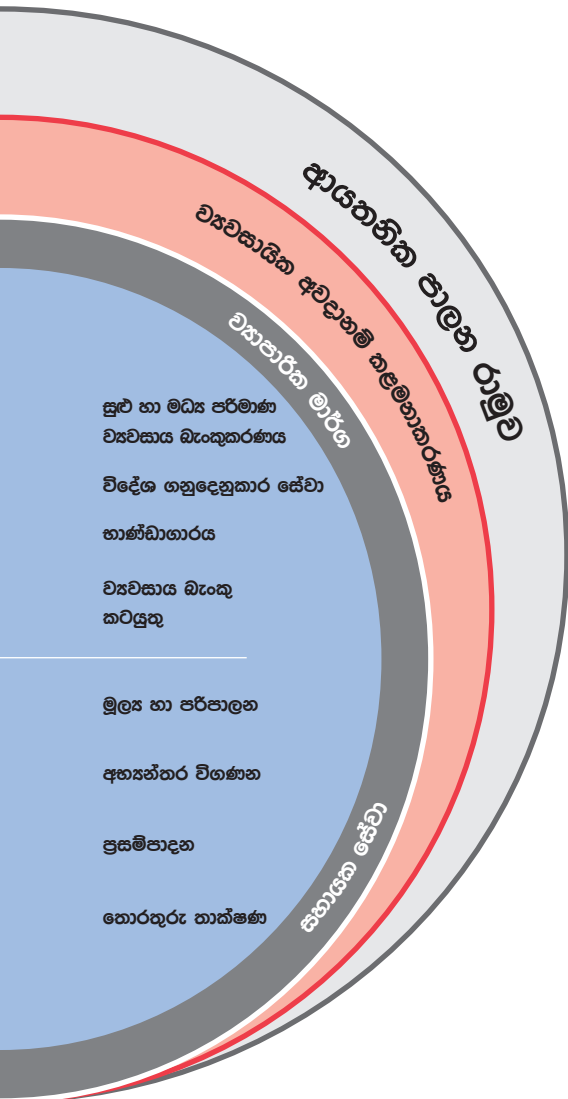 ආයතනික පාලන රාමුව
ව්‍යවසායික අවදානම් කළමනාකරණය
ව්‍යාපාරික මාර්ග
සුළු හා මධ්‍ය පරිමාණ
ව්‍යවසාය බැංකුකරණය
විදේශ ගනුදෙනුකාර සේවා
භාණ්ඩාගාරය
ව්‍යවසාය බැංකු
කටයුතු
මූල්‍ය හා පරිපාලන
අභ්‍යන්තර විගණන
ප්‍රසම්පාදන
තොරතුරු තාක්ෂණ
සහායක සේවා